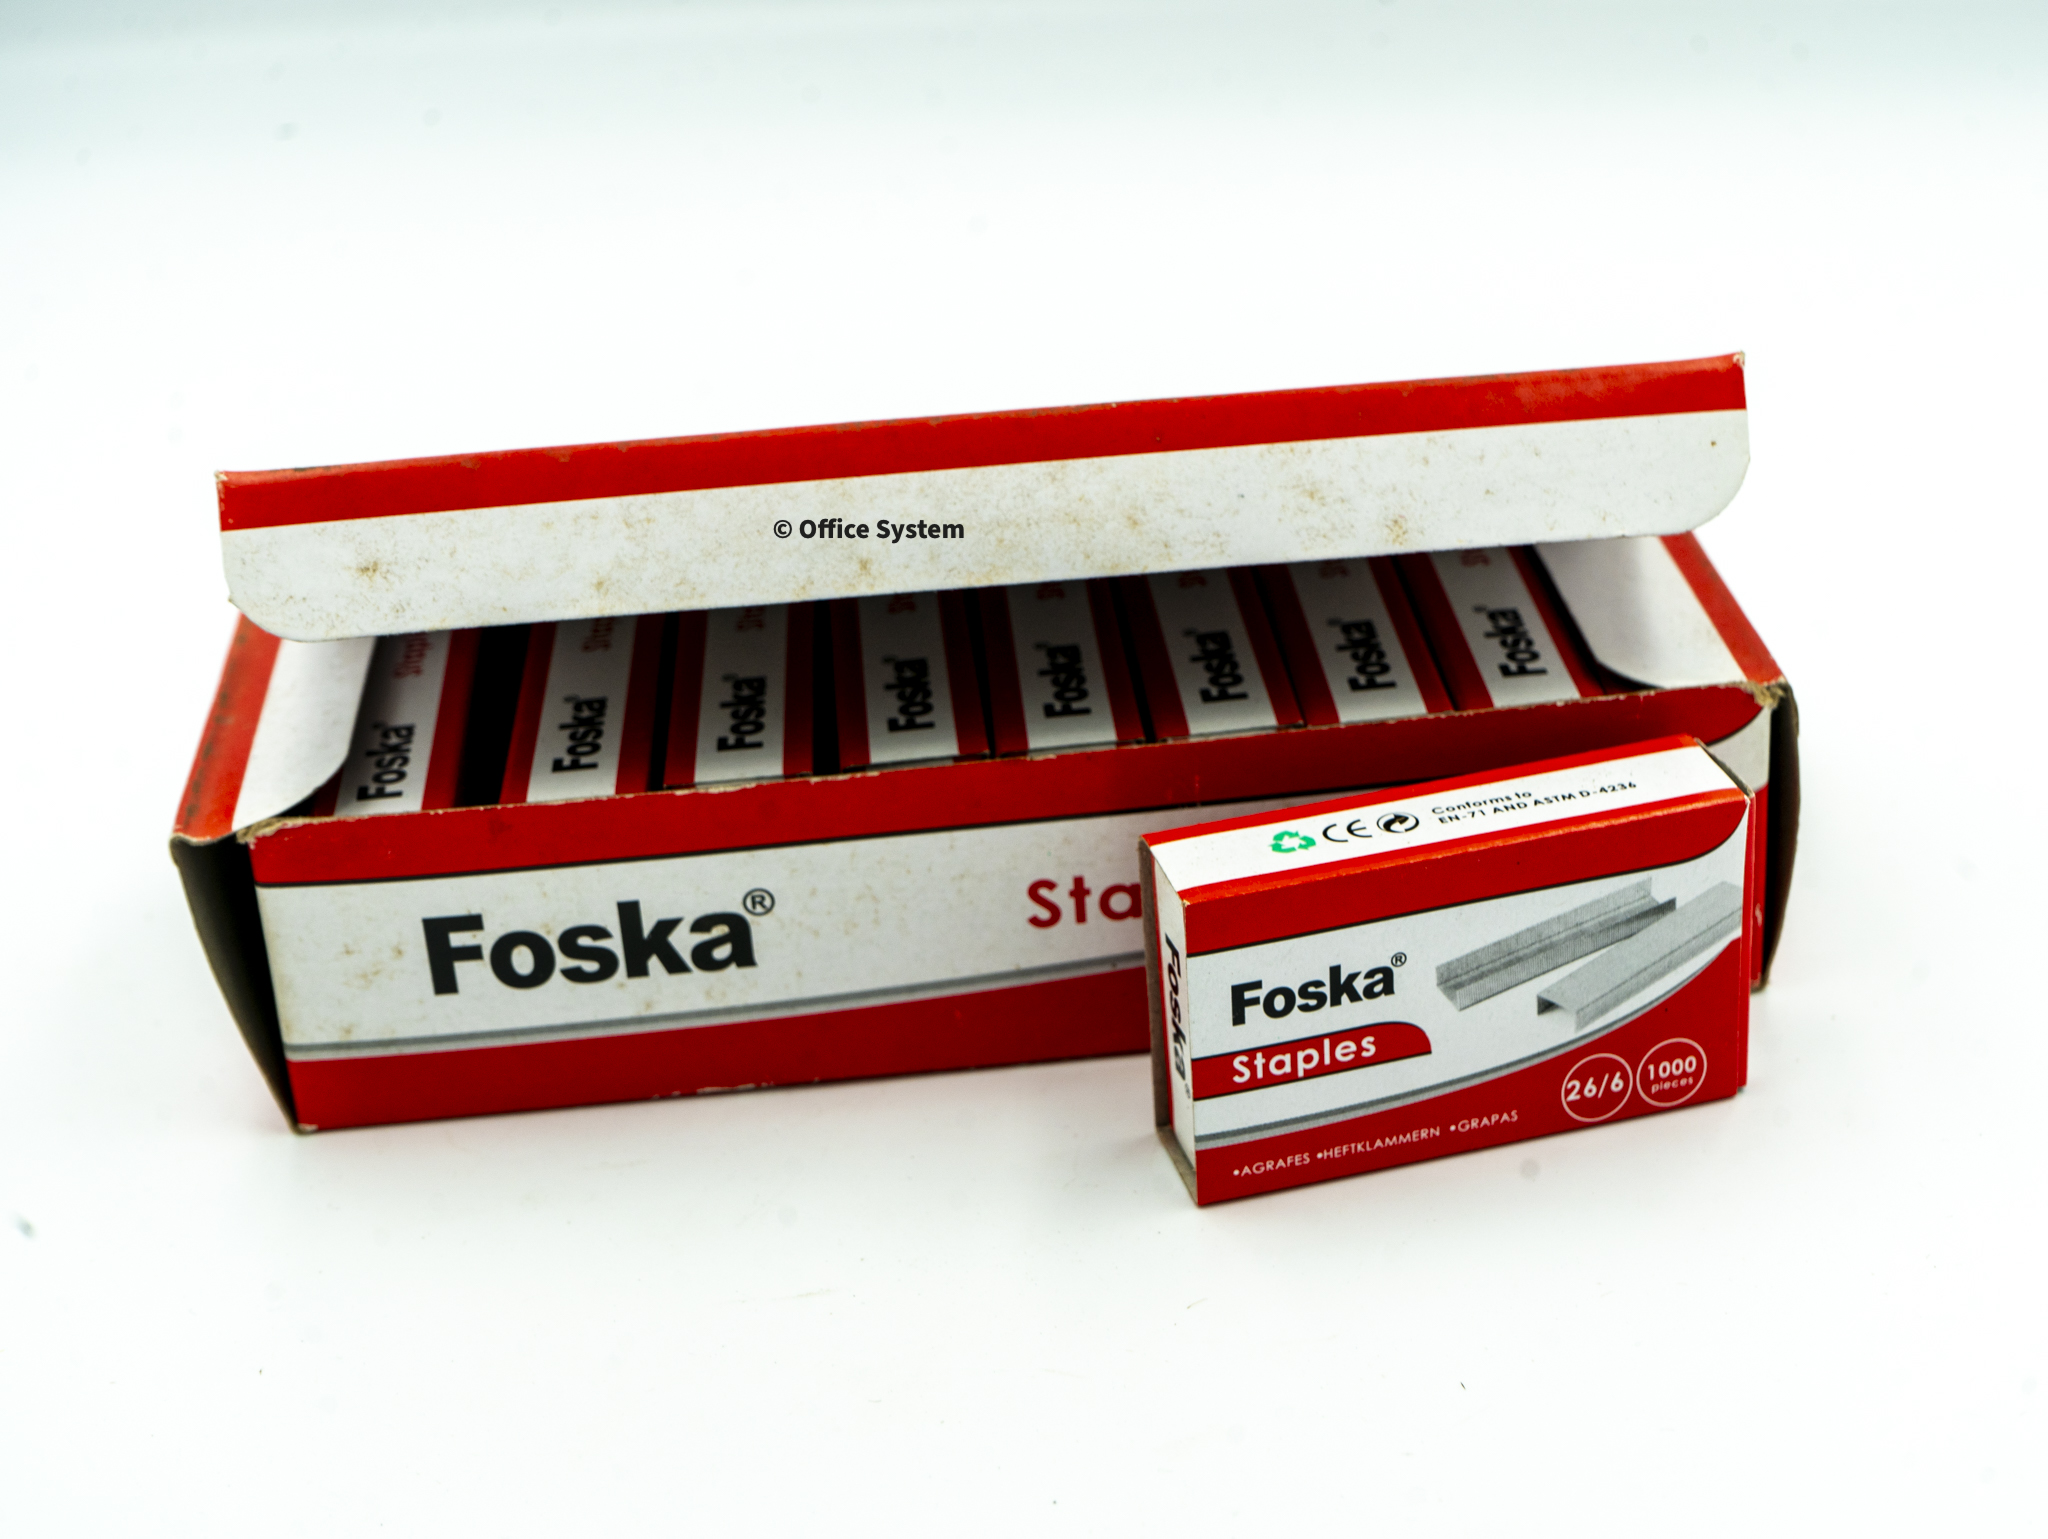 © Office System
Foska
Foska
Foska
Foska
Foska
Foska
Foska
Foska
Foska®
Sta
CE
Conforms to
EN-71 AND ASTM D-4236
Foska
Foska®
Staples
26/6
1000
pieces
•AGRAFES •HEFTKLAMMERN •GRAPAS